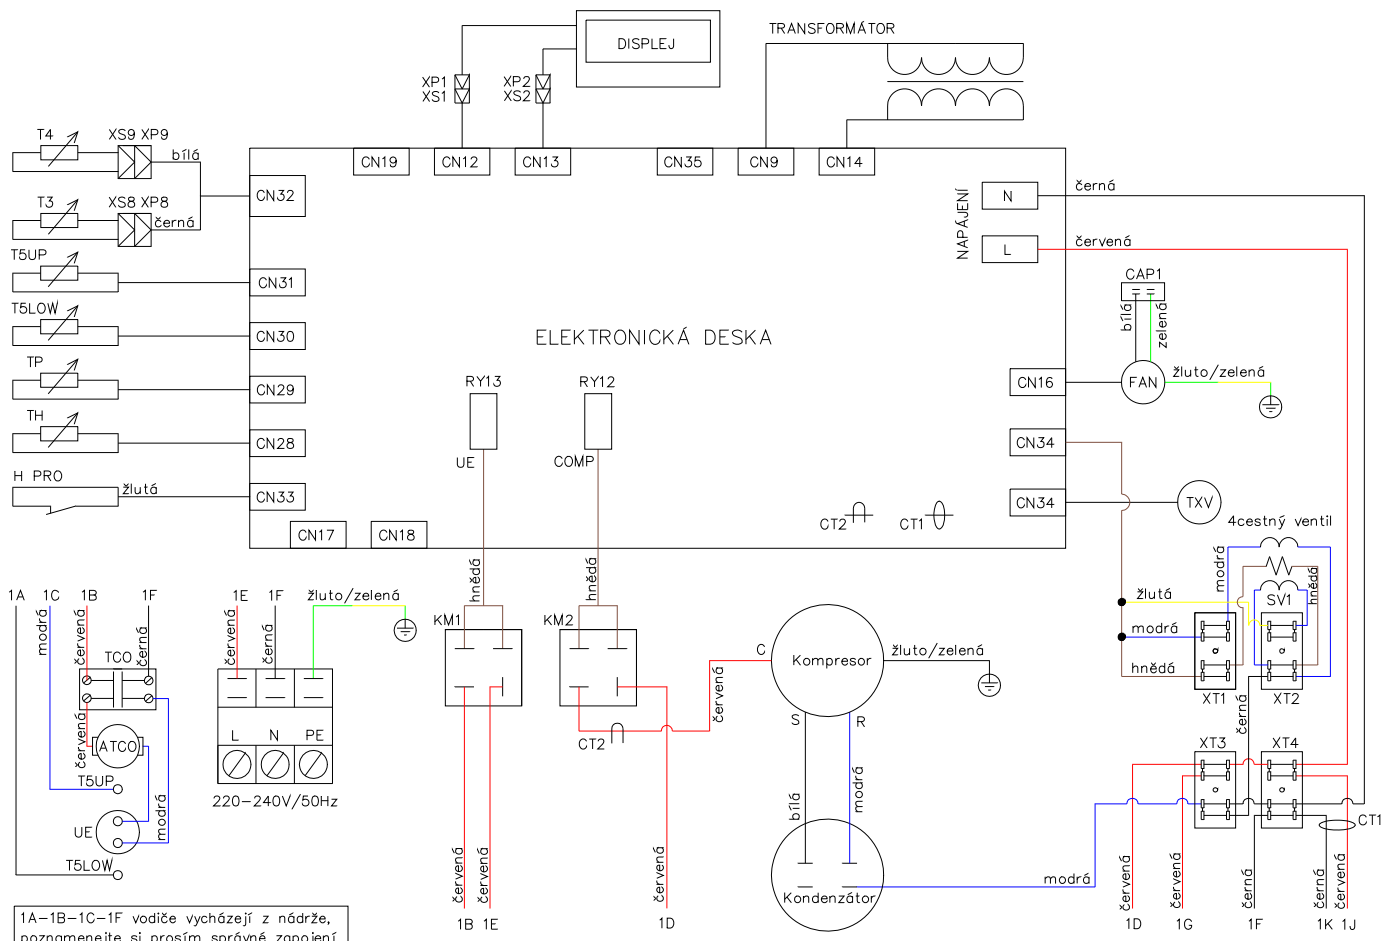 DISPLEJ
TRANSFORMÁTOR
XP1
XS1
XP2
XS2
T4
XS9 XP9
bílá
T3
XS8 XP8
černá
T5UP
T5LOW
TP
TH
H PRO
žlutá
CN19
CN12
CN13
CN35
CN9
CN14
CN32
CN31
CN30
CN29
CN28
CN33
CN17
CN18
NAPÁJENÍ
N
L
černá
červená
ELEKTRONICKÁ DESKA
RY13
RY12
UE
COMP
CT2
CT1
CN16
CN34
CN34
CAP1
bílá
zelená
FAN
žluto/zelená
TXV
4cestný ventil
modrá
hnědá
SV1
žlutá
modrá
hnědá
XT1
XT2
černá
XT3
XT4
CT1
1A
1C
1B
1F
modrá
červená
černá
TCO
červená
ATCO
T5UP
UE
modrá
T5LOW
1E
1F
červená
černá
žluto/zelená
L
N
PE
220-240V/50Hz
hnědá
hnědá
KM1
KM2
CT2
červená
červená
červená
červená
1B
1E
1D
C
Kompresor
žluto/zelená
S
R
bílá
modrá
Kondenzátor
modrá
červená
červená
černá
černá
červená
1D
1G
1F
1K
1J
1A-1B-1C-1F vodiče vycházejí z nádrže,
poznamenejte si prosím správné zapojení